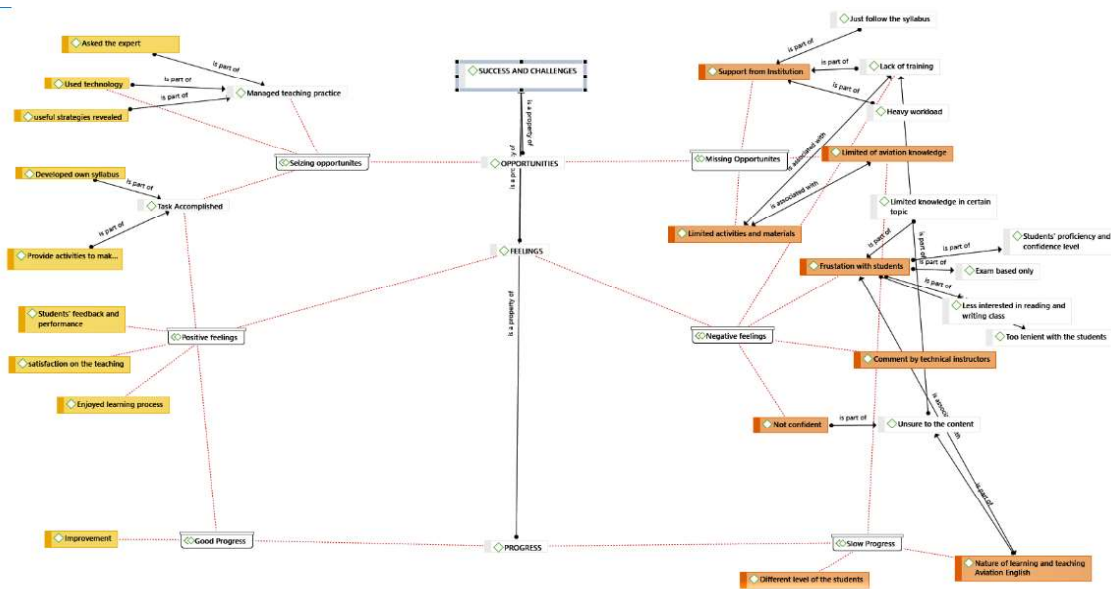 Just follow the syllabus
Asked the expert
is part of
is part of
SUCCESS AND CHALLENGES
Support from Institution
is part of
Lack of training
Used technology
is part of
Managed teaching practice
is part of
useful strategies revealed
is part of
Heavy workload
is a property of
Seizing opportunites
OPPORTUNITIES
Missing Opportunites
Limited of aviation knowledge
is associated with
Developed own syllabus
is part of
Task Accomplished
is associated with
Limited knowledge in certain
topic
is part of
Limited activities and materials
is part of
is part of
Students' proficiency and
confidence level
is part of
Provide activities to mak...
FEELINGS
Frustation with students
is part of
Exam based only
is part of
Less interested in reading and
writing class
Students' feedback and
performance
is a property of
Positive feelings
Negative feelings
Too lenient with the students
satisfaction on the teaching
Comment by technical instructors
Enjoyed learning process
Not confident
is part of
Unsure to the content
is part of
Improvement
Good Progress
PROGRESS
Slow Progress
Different level of the students
Nature of learning and teaching
Aviation English